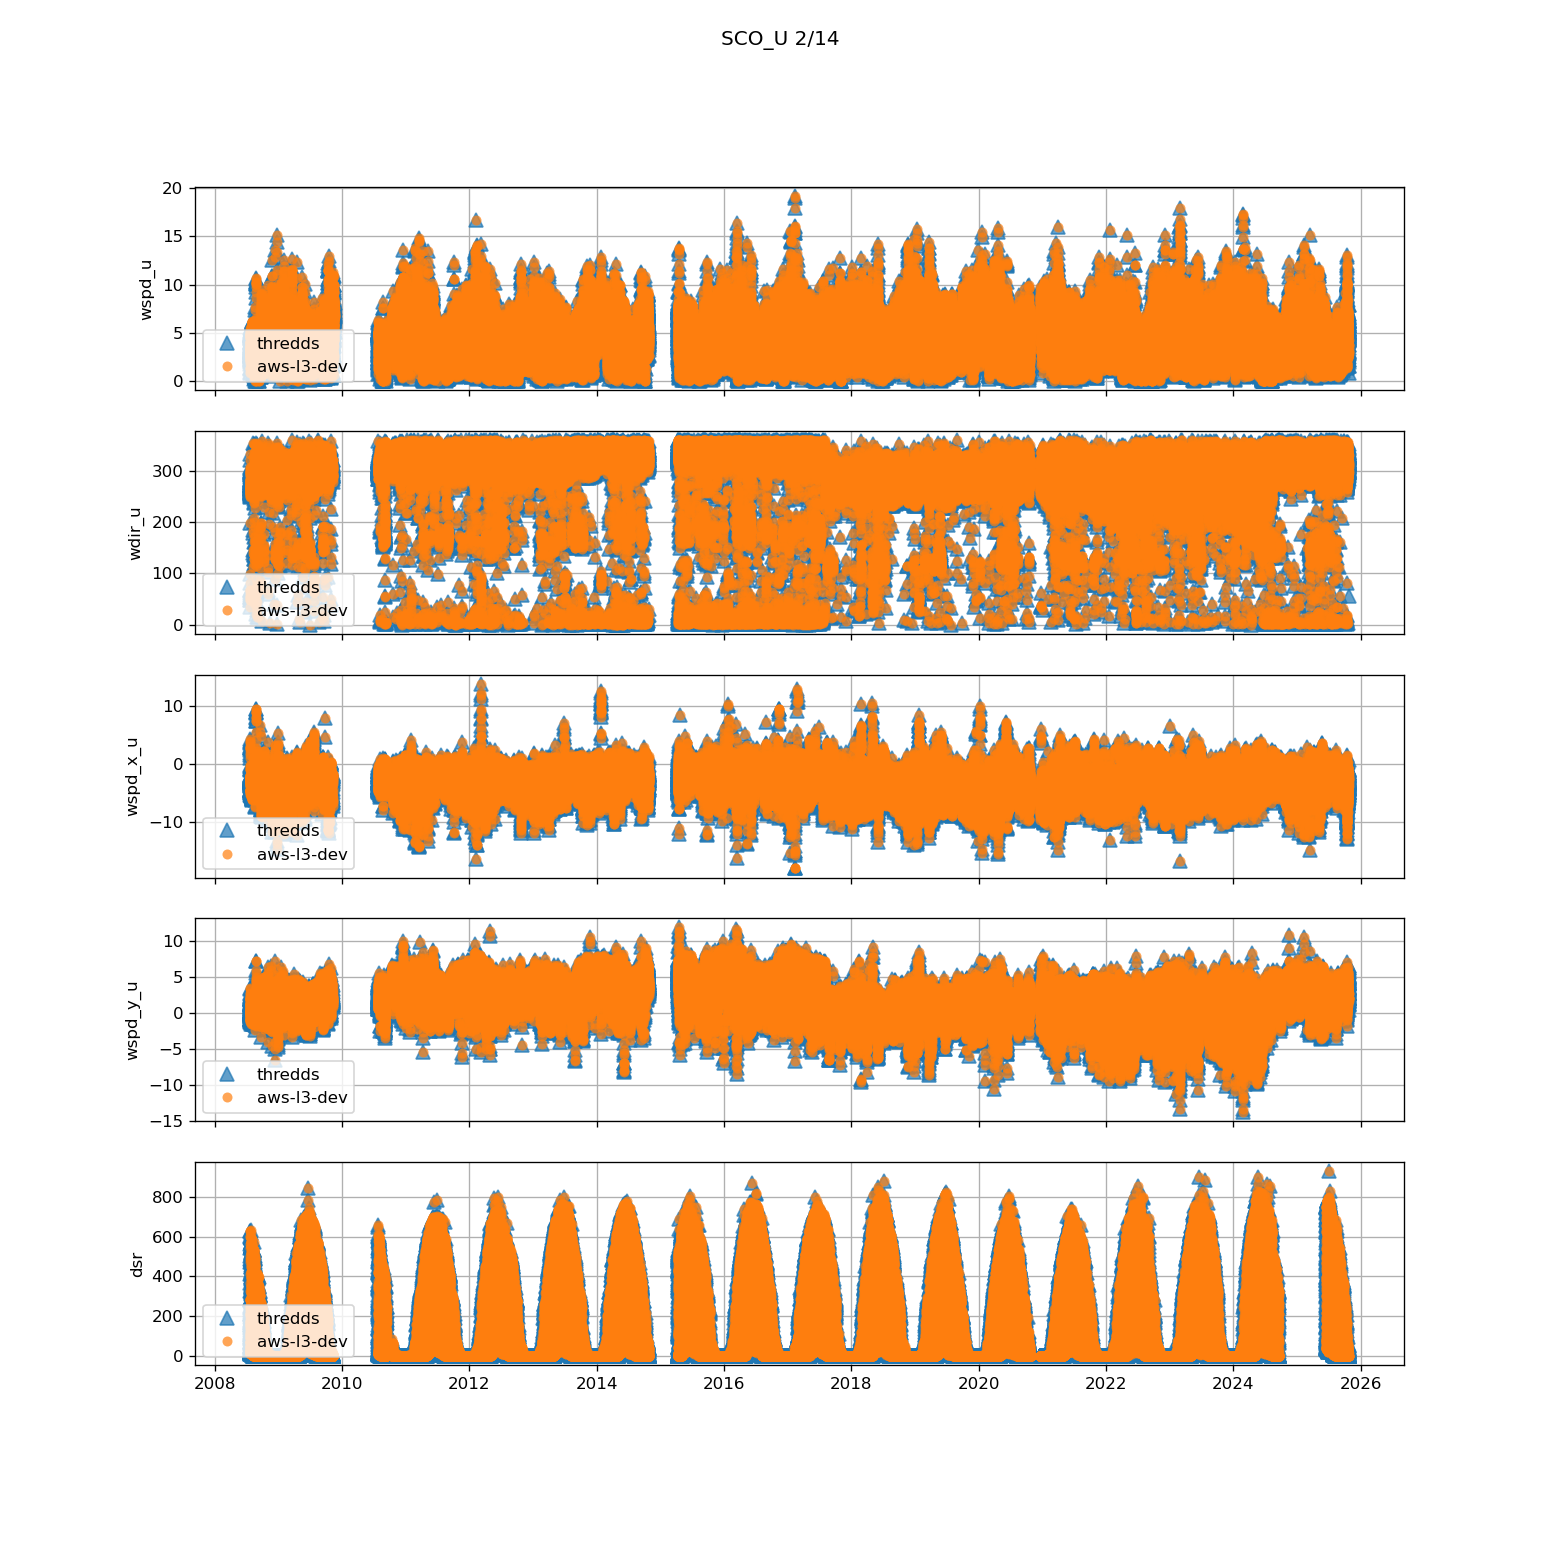 SCO_U 2/14
20
15
10
5
0
wspd_u
thredds
aws-l3-dev
300
200
100
0
wdir_u
thredds
aws-l3-dev
10
0
−10
wspd_x_u
thredds
aws-l3-dev
10
5
0
−5
−10
−15
wspd_y_u
thredds
aws-l3-dev
800
600
400
200
0
dsr
thredds
aws-l3-dev
2008 2010 2012 2014 2016 2018 2020 2022 2024 2026